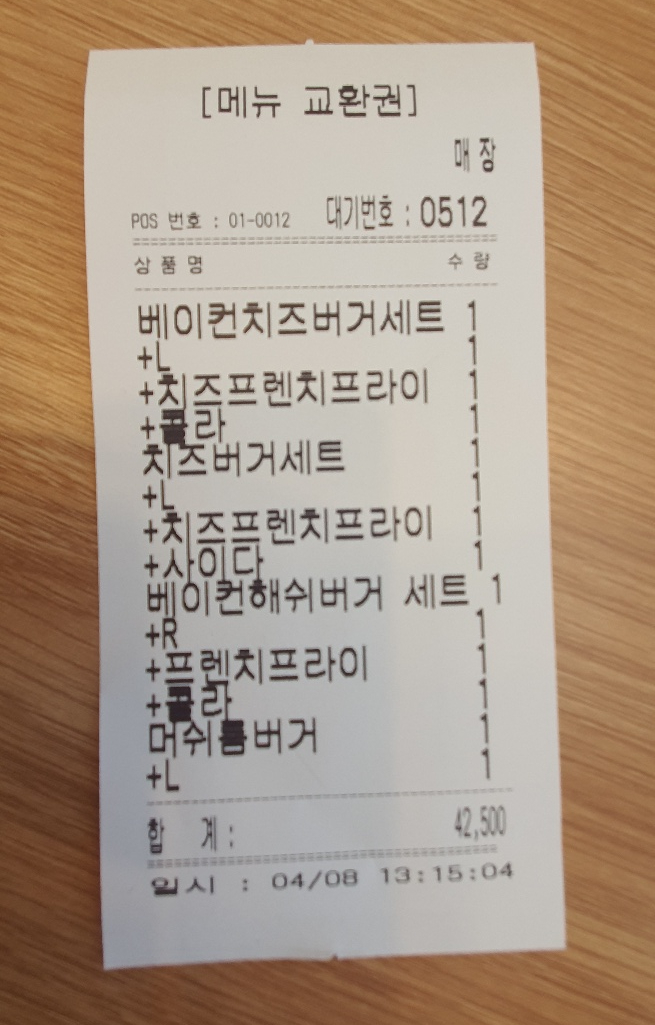 [메뉴 교환권]
매 장
POS 번호 : 01-0012 대기번호 : 0512
상 품 명 수 량
베이컨치즈버거세트 1
+L 1
+치즈프렌치프라이 1
+콜라 1
치즈버거세트 1
+L 1
+치즈프렌치프라이 1
+사이다 1
베이컨해쉬버거 세트 1
+R 1
+프렌치프라이 1
+콜라 1
머쉬룸버거 1
+L 1
합 계 : 42,500
일시 : 04/08 13:15:04